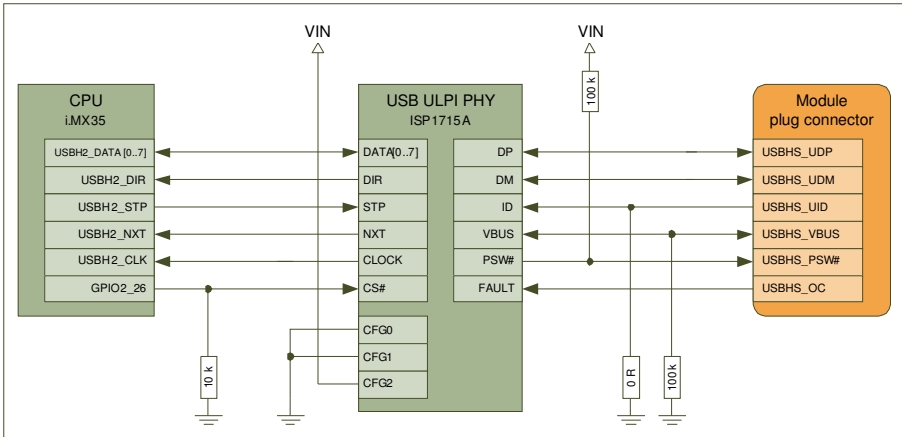 VIN
VIN
CPU
i.MX35
USBH2_DATA[0..7]
USBH2_DIR
USBH2_STP
USBH2_NXT
USBH2_CLK
GPIO2_26
10 k
USB ULPI PHY
ISP1715A
DATA[0..7]
DIR
STP
NXT
CLOCK
CS#
CFG0
CFG1
CFG2
DP
DM
ID
VBUS
PSW#
FAULT
100 k
0 R
100k
Module
plug connector
USBHS_UDP
USBHS_UDM
USBHS_UID
USBHS_VBUS
USBHS_PSW#
USBHS_OC